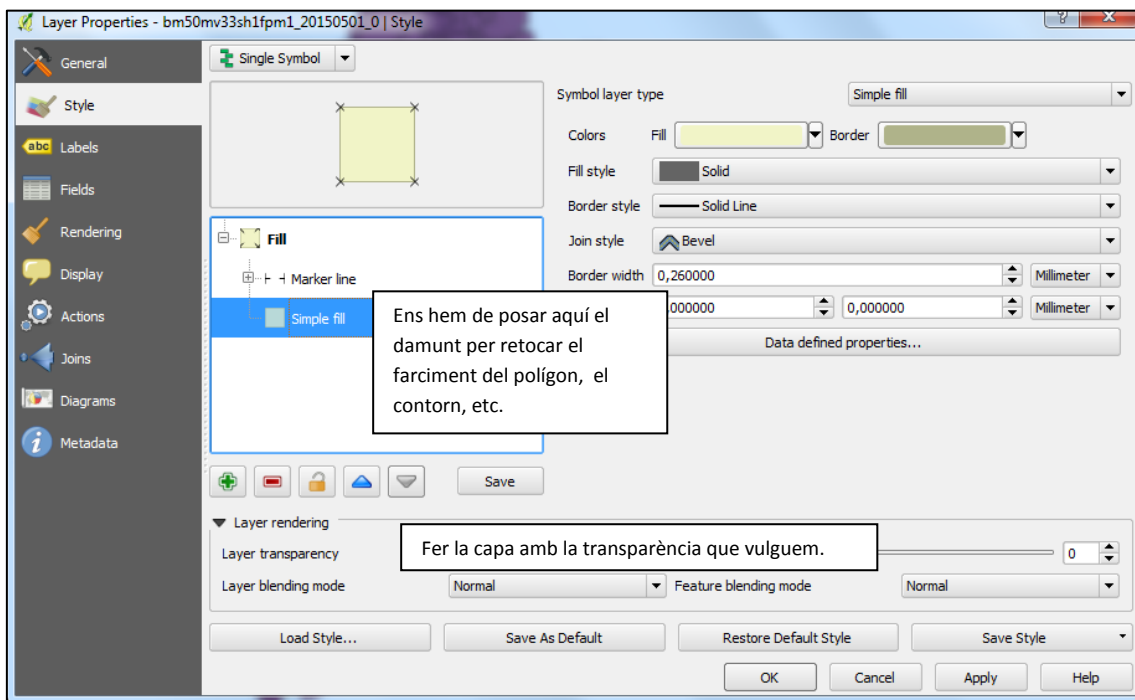 Layer Properties - bm50mv33sh1fpm1_20150501_0 | Style
General
Style
abc Labels
Fields
Rendering
Display
Actions
Joins
Diagrams
Metadata
Single Symbol
Fill
Marker line
Simple fill
Save
Symbol layer type Simple fill
Colors Fill Border
Fill style Solid
Border style Solid Line
Join style Bevel
Border width 0,260000 Millimeter
,000000 0,000000 Millimeter
Data defined properties...
Ens hem de posar aquí el
damunt per retocar el
farciment del polígon, el
contorn, etc.
Layer rendering
Layer transparency 0
Fer la capa amb la transparència que vulguem.
Layer blending mode Normal Feature blending mode Normal
Load Style... Save As Default Restore Default Style Save Style
OK Cancel Apply Help